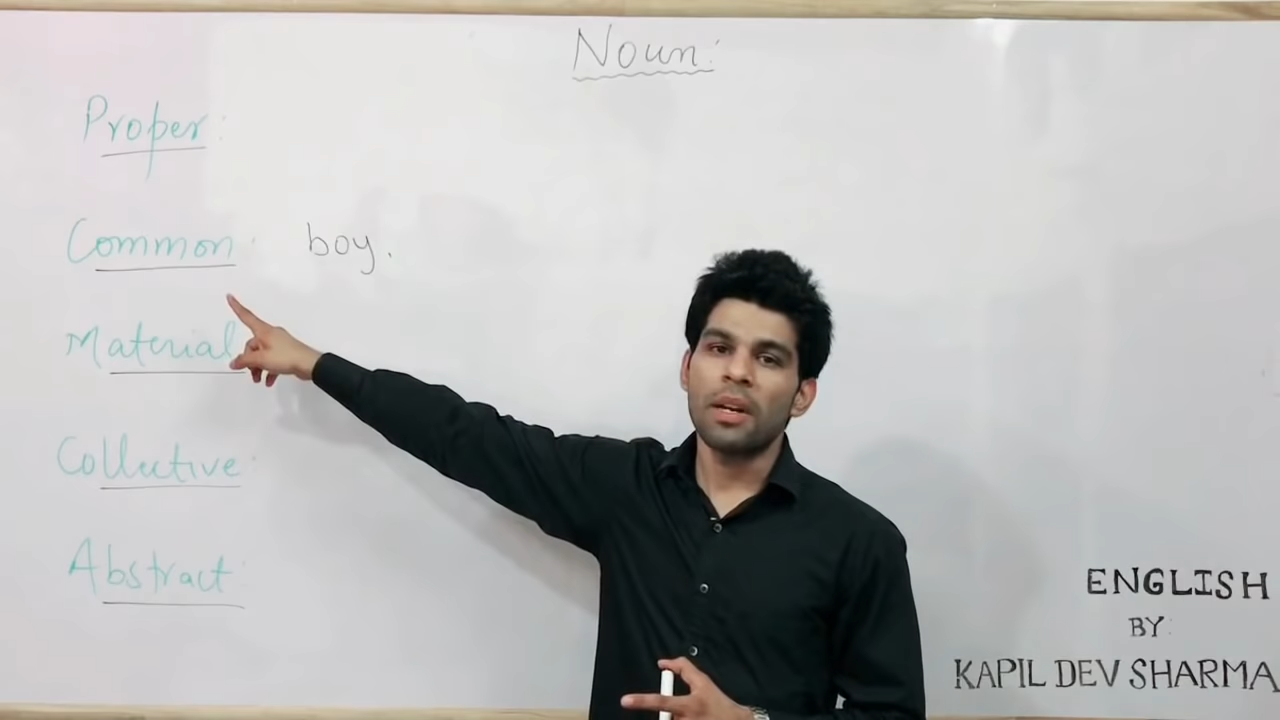 Noun:
Proper:
Common: boy.
Material
Collective:
Abstract:
ENGLISH
BY
KAPIL DEV SHARMA